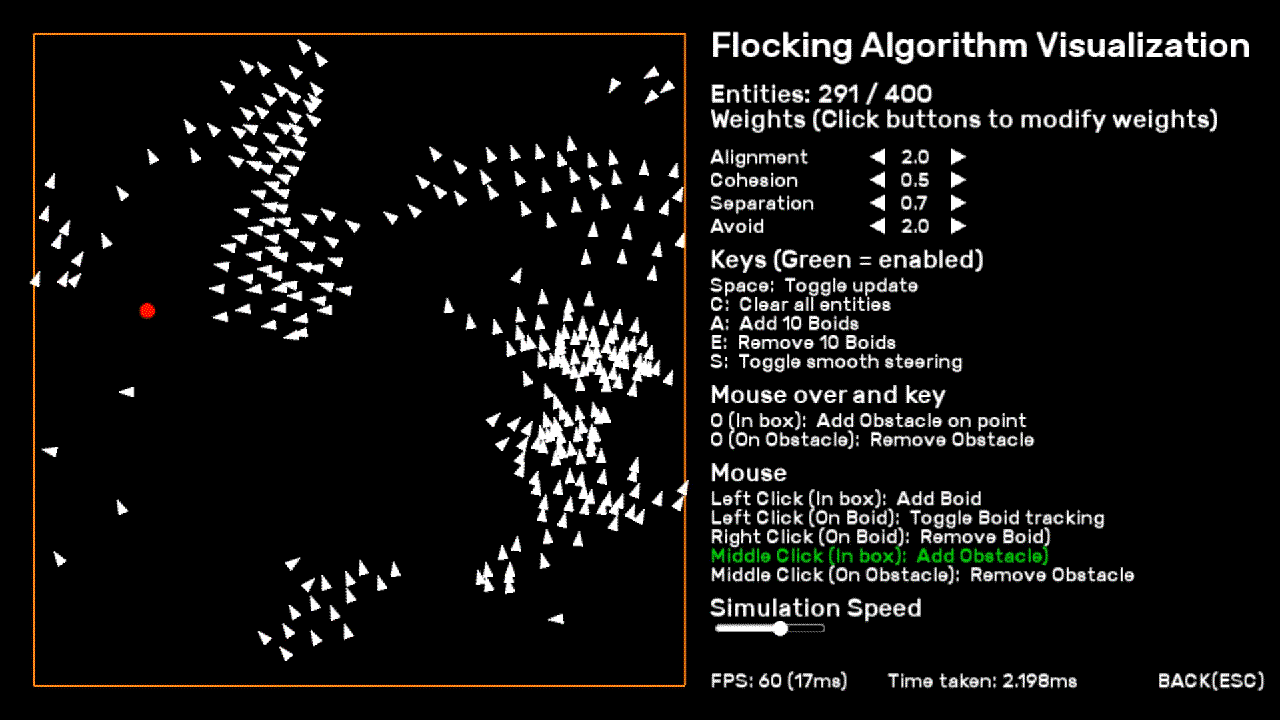 Flocking Algorithm Visualization
Entities: 291 / 400
Weights (Click buttons to modify weights)
Alignment 2.0
Cohesion 0.5
Separation 0.7
Avoid 2.0
Keys (Green = enabled)
Space: Toggle update
C: Clear all entities
A: Add 10 Boids
E: Remove 10 Boids
S: Toggle smooth steering
Mouse over and key
O (In box): Add Obstacle on point
O (On Obstacle): Remove Obstacle
Mouse
Left Click (In box): Add Boid
Left Click (On Boid): Toggle Boid tracking
Right Click (On Boid): Remove Boid)
Middle Click (In box): Add Obstacle)
Middle Click (On Obstacle): Remove Obstacle
Simulation Speed
FPS: 60 (17ms) Time taken: 2.198ms BACK(ESC)